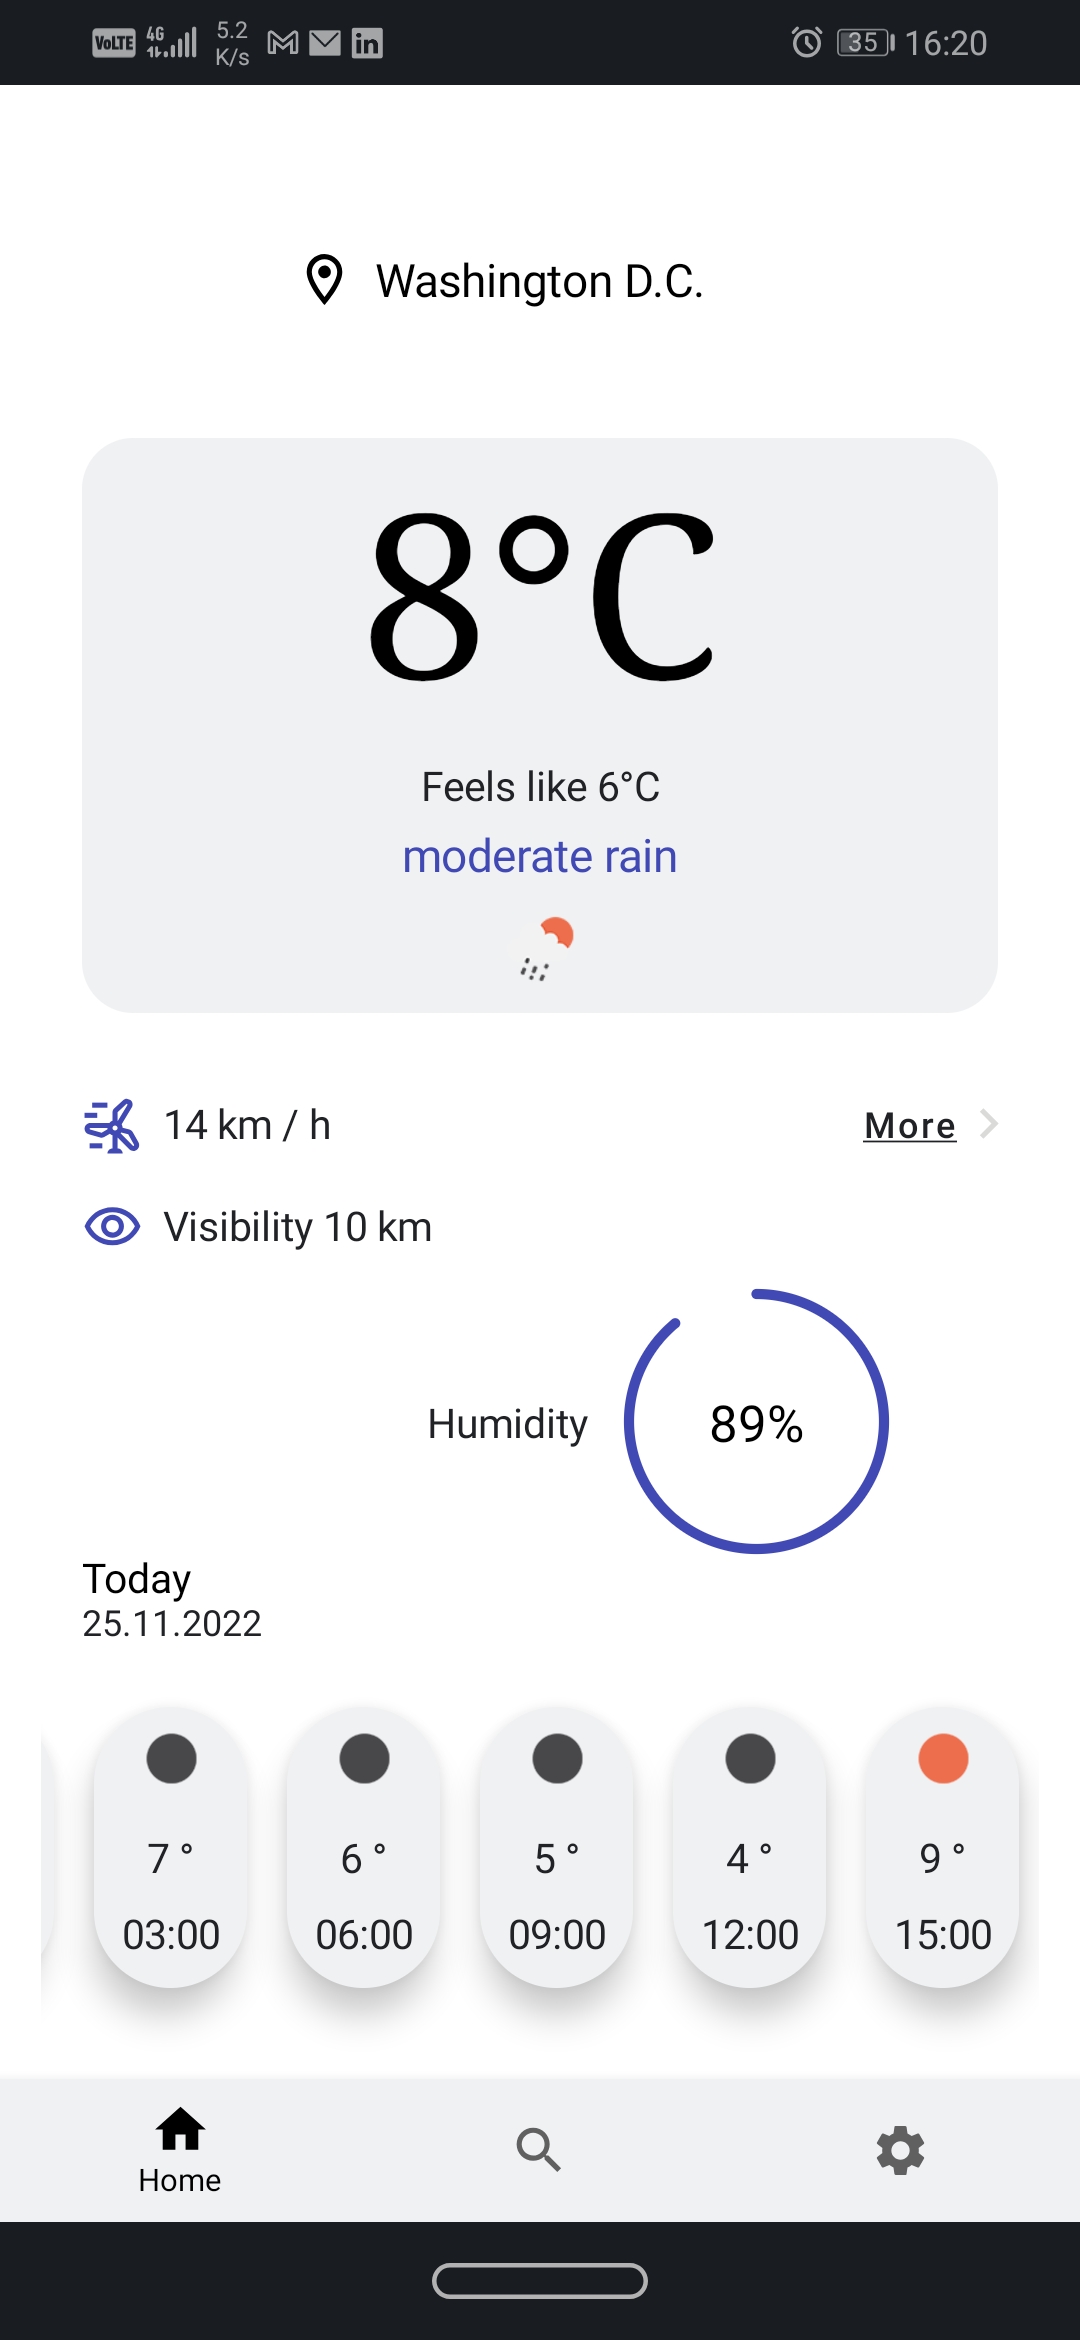 VoLTE 4G 5.2 K/s 35 16:20
Washington D.C.
8°C
Feels like 6°C
moderate rain
14 km / h More
Visibility 10 km
Humidity 89%
Today
25.11.2022
7 ° 6 ° 5 ° 4 ° 9 °
03:00 06:00 09:00 12:00 15:00
Home